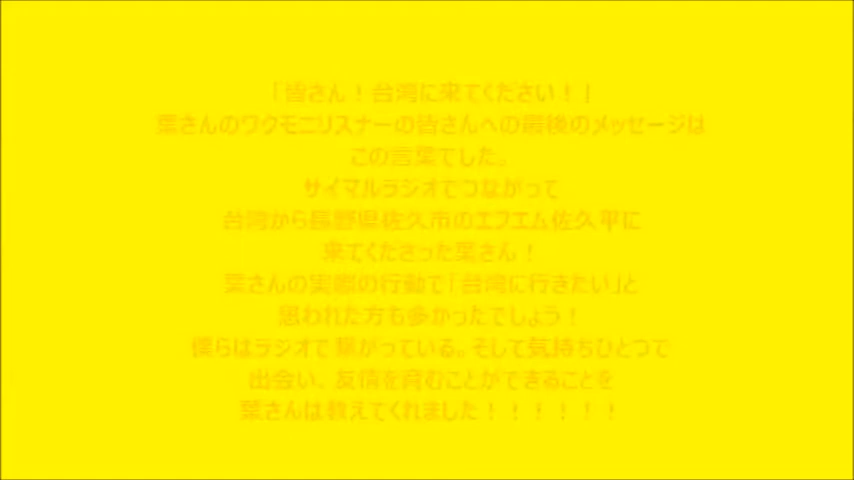 「皆さん！台湾に来てください！」
葉さんのワクモニリスナーの皆さんへの最後のメッセージは
この言葉でした。
サイマルラジオでつながって
台湾から長野県佐久市のエフエム佐久平に
来てくださった葉さん！
葉さんの実際の行動で「台湾に行きたい」と
思われた方も多かったでしょう！
僕らはラジオで繋がっている。そして気持ちひとつで
出会い、友情を育むことができることを
葉さんは教えてくれました！！！！！！